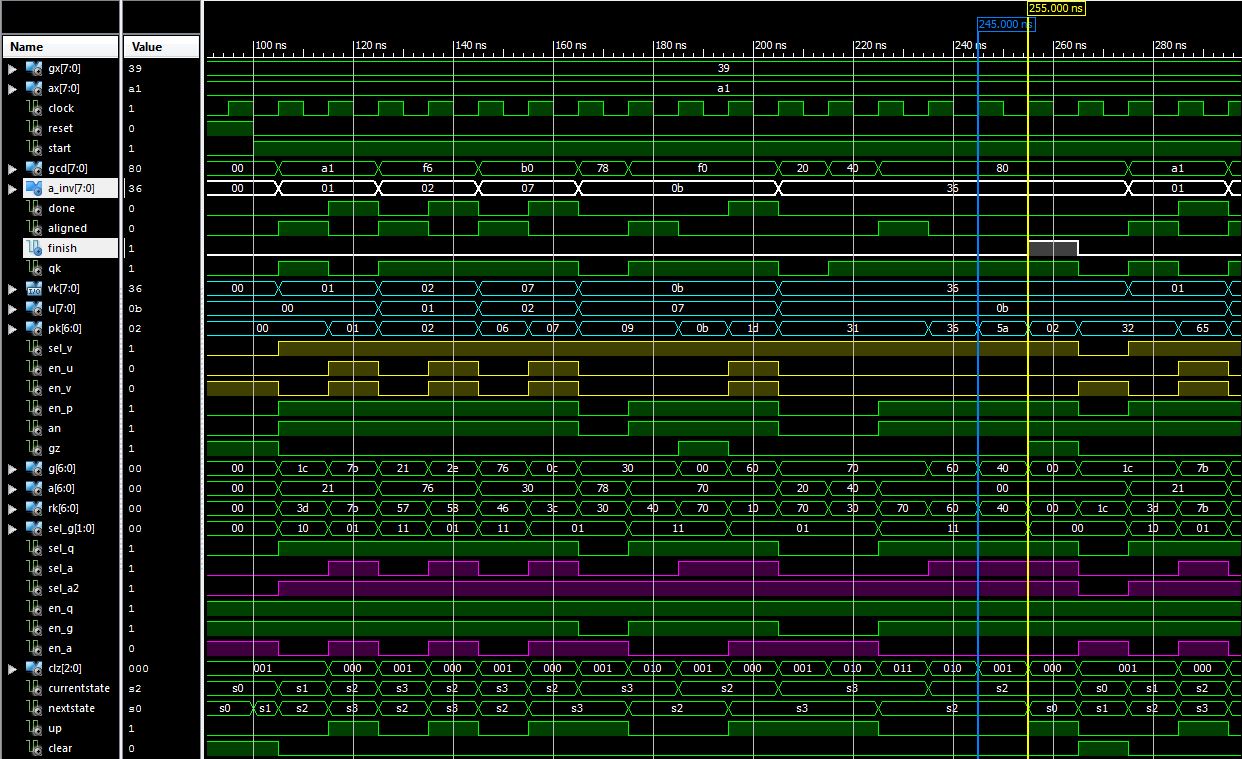 255.000 ns
245.000 ns
Name Value 100 ns 120 ns 140 ns 160 ns 180 ns 200 ns 220 ns 240 ns 260 ns 280 ns
gx[7:0] 39 39
ax[7:0] a1 a1
clock 1
reset 0
start 1
gcd[7:0] 80 00 a1 f6 b0 78 f0 20 40 80 a1
a_inv[7:0] 36 00 01 02 07 0b 36 01
done 0
aligned 0
finish 1
qk 1
vk[7:0] 36 00 01 02 07 0b 36 01
u[7:0] 0b 00 01 02 07 0b
pk[6:0] 02 00 01 02 06 07 09 0b 1d 31 36 5a 02 32 65
sel_v 1
en_u 0
en_v 0
en_p 1
an 1
gz 1
g[6:0] 00 00 1c 7b 21 2e 76 0c 30 00 60 70 60 40 00 1c 7b
a[6:0] 00 00 21 76 30 78 70 20 40 00 21
rk[6:0] 00 00 3d 7b 57 58 46 3c 30 40 70 10 70 30 70 60 40 00 1c 3d 7b
sel_g[1:0] 00 00 10 01 11 01 11 01 11 01 11 00 10 01
sel_q 1
sel_a 1
sel_a2 1
en_q 1
en_g 1
en_a 0
clz[2:0] 000 001 000 001 000 001 000 001 010 001 000 001 010 011 010 001 000 001 000
currentstate s2 s0 s1 s2 s3 s2 s3 s2 s3 s2 s3 s2 s0 s1 s2
nextstate s0 s0 s1 s2 s3 s2 s3 s2 s3 s2 s3 s2 s0 s1 s2 s3
up 1
clear 0